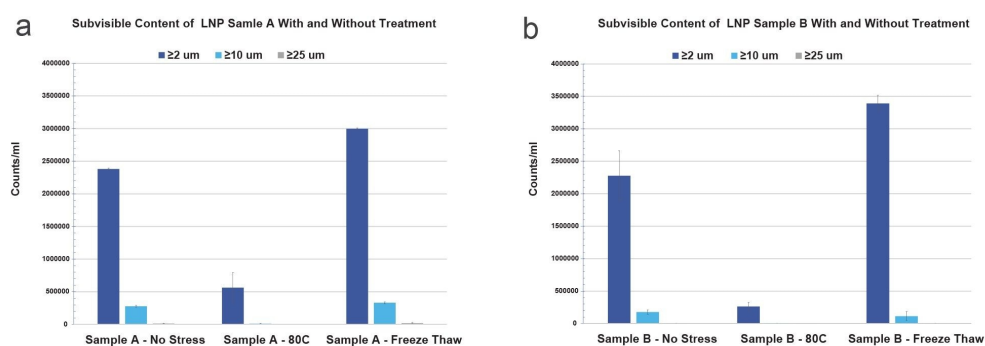 a
Subvisible Content of LNP Samle A With and Without Treatment
≥2 um ≥10 um ≥25 um
4000000
3500000
3000000
2500000
2000000
1500000
1000000
500000
0
Counts/ml
Sample A - No Stress Sample A - 80C Sample A - Freeze Thaw
b
Subvisible Content of LNP Sample B With and Without Treatment
≥2 um ≥10 um ≥25 um
4000000
3500000
3000000
2500000
2000000
1500000
1000000
500000
0
Counts/ml
Sample B - No Stress Sample B - 80C Sample B - Freeze Thaw